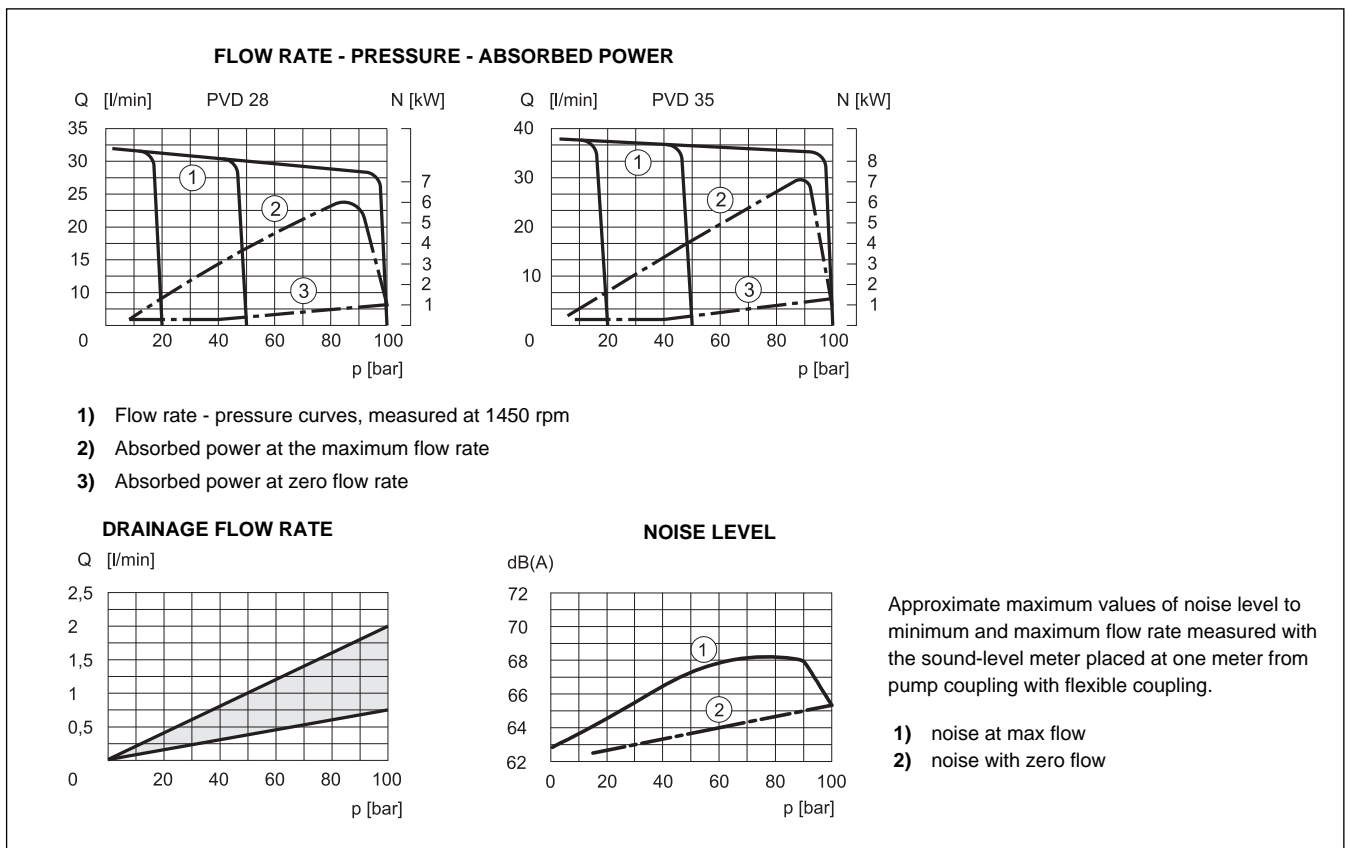 FLOW RATE - PRESSURE - ABSORBED POWER
Q [l/min] PVD 28 N [kW]
35
30
25
20
15
10
0
7
6
5
4
3
2
1
20 40 60 80 100
p [bar]
1
2
3
Q [l/min] PVD 35 N [kW]
40
30
20
10
0
8
7
6
5
4
3
2
1
20 40 60 80 100
p [bar]
1
2
3
1) Flow rate - pressure curves, measured at 1450 rpm
2) Absorbed power at the maximum flow rate
3) Absorbed power at zero flow rate
DRAINAGE FLOW RATE
Q [l/min]
2,5
2
1,5
1
0,5
0 20 40 60 80 100
p [bar]
NOISE LEVEL
dB(A)
72
70
68
66
64
62
0 20 40 60 80 100
p [bar]
1
2
Approximate maximum values of noise level to
minimum and maximum flow rate measured with
the sound-level meter placed at one meter from
pump coupling with flexible coupling.
1) noise at max flow
2) noise with zero flow